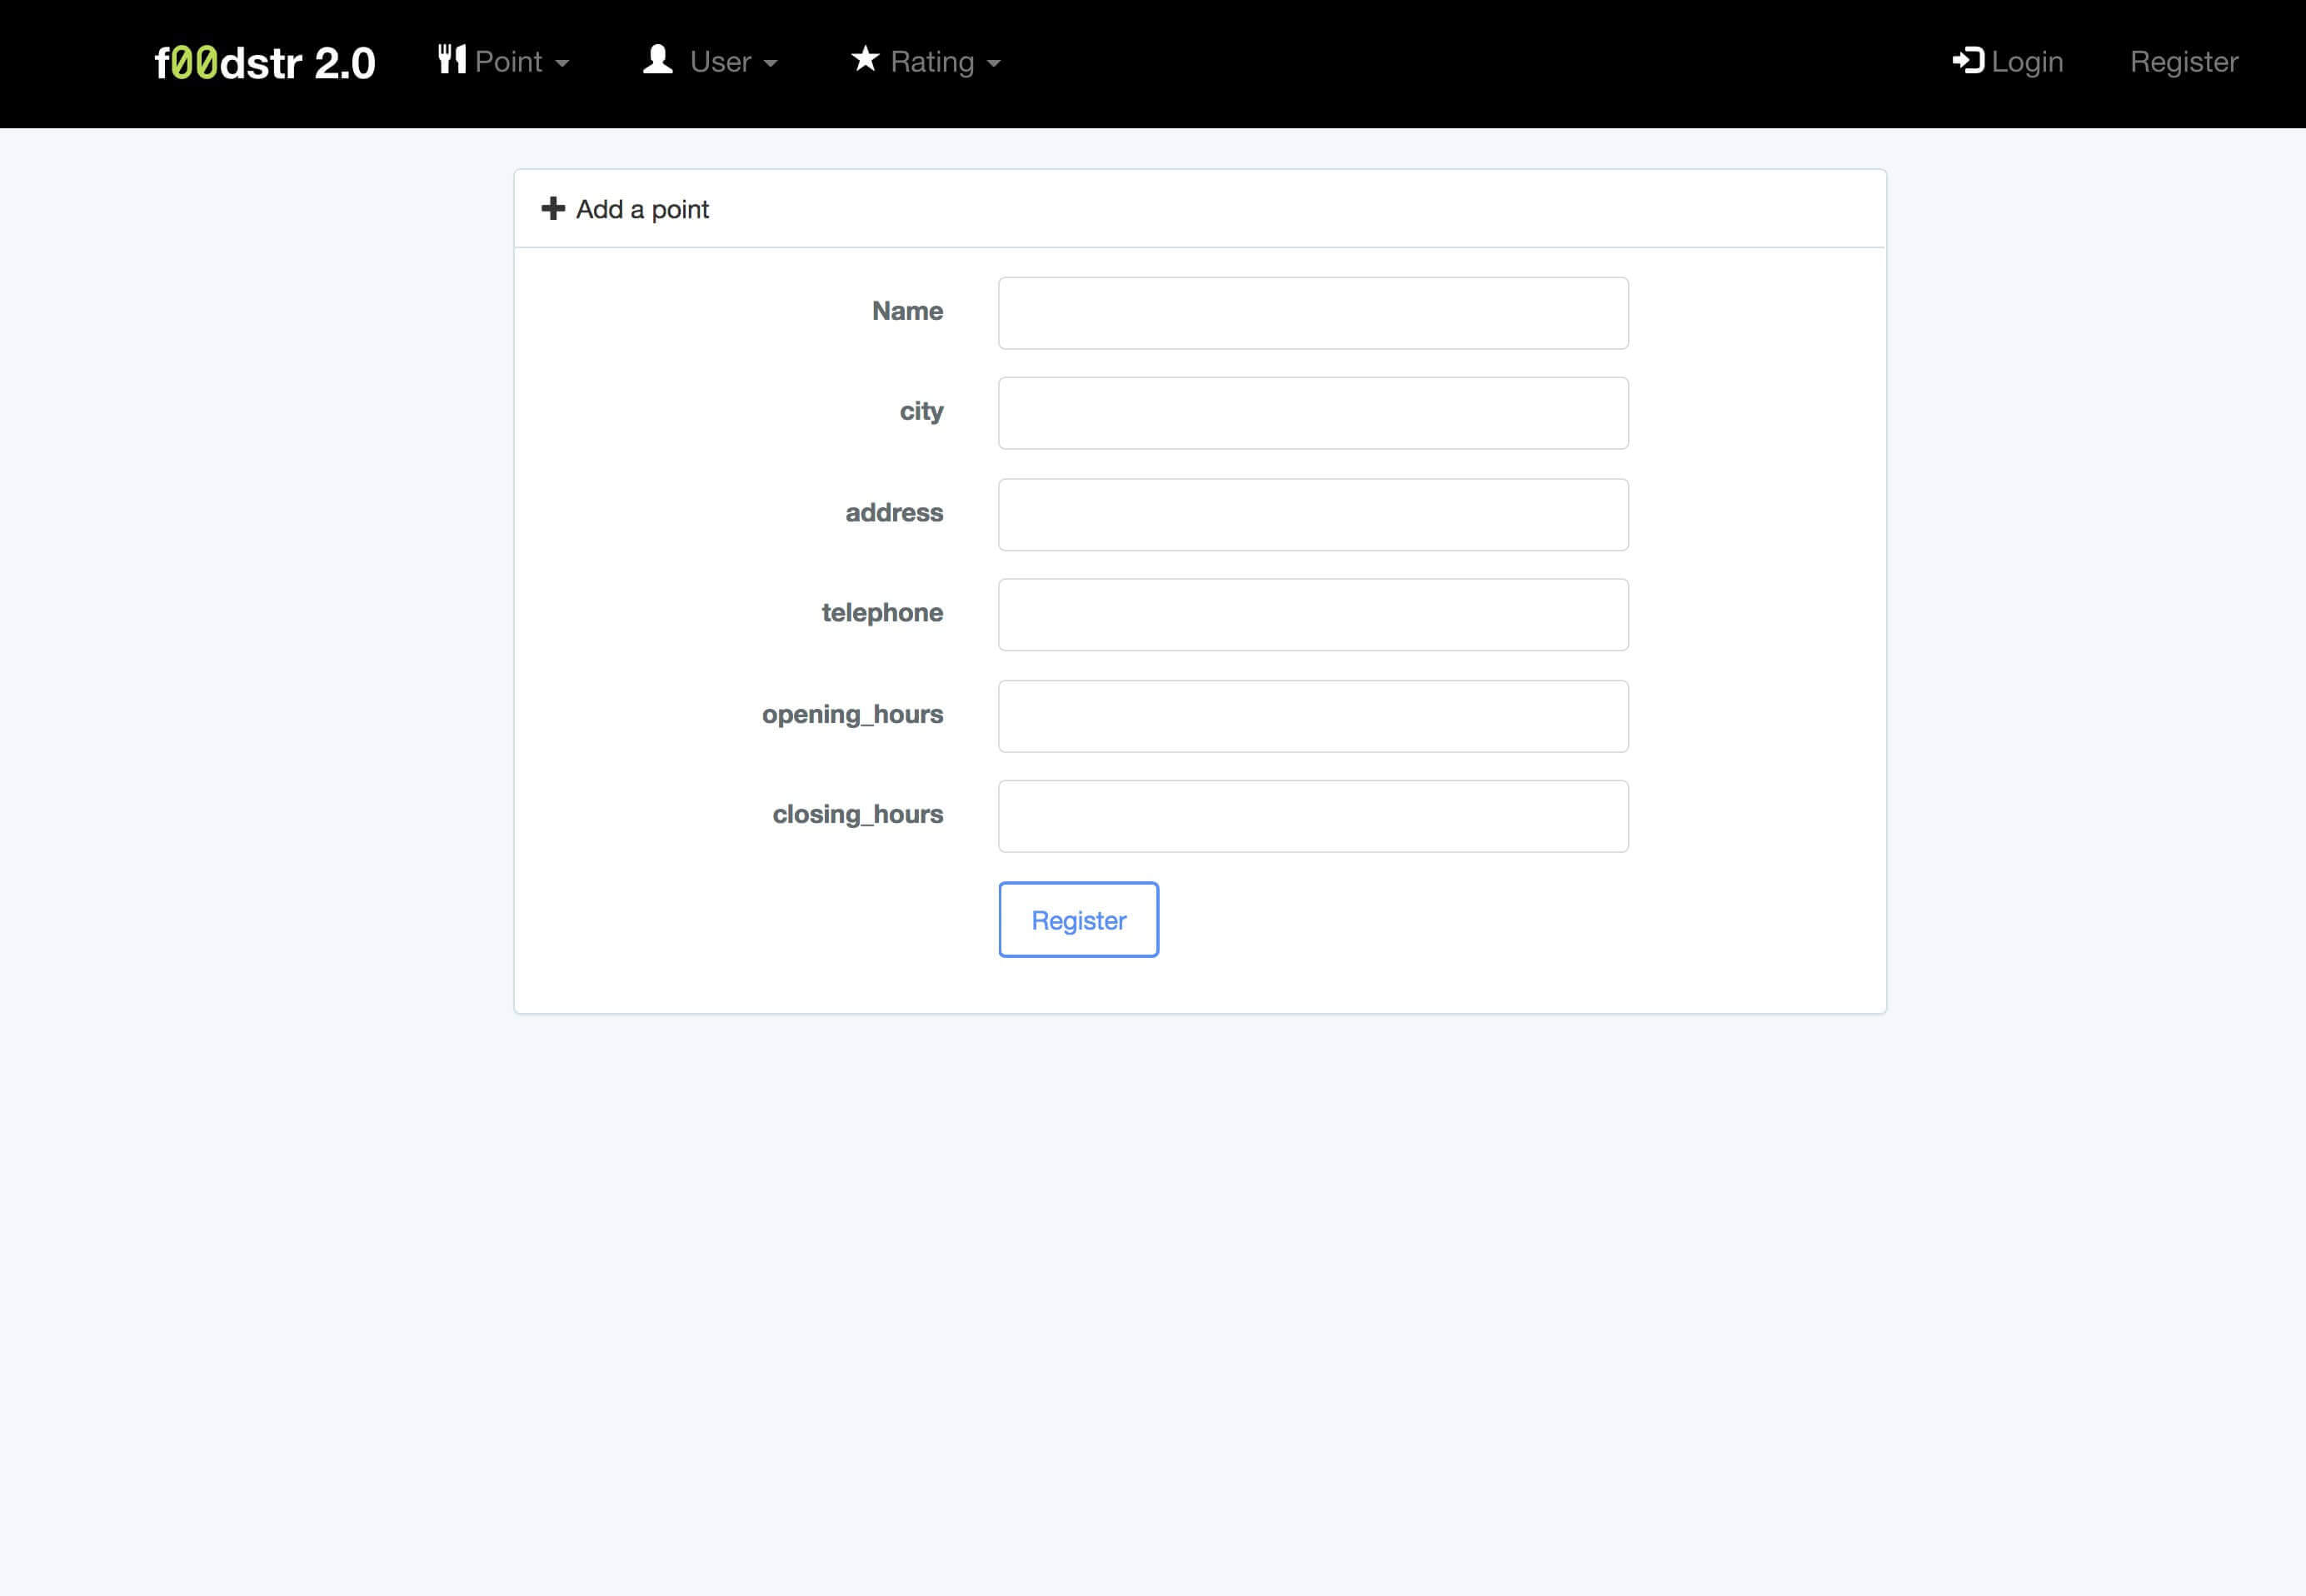 f00dstr 2.0 Point User Rating Login Register
Add a point
Name
city
address
telephone
opening_hours
closing_hours
Register